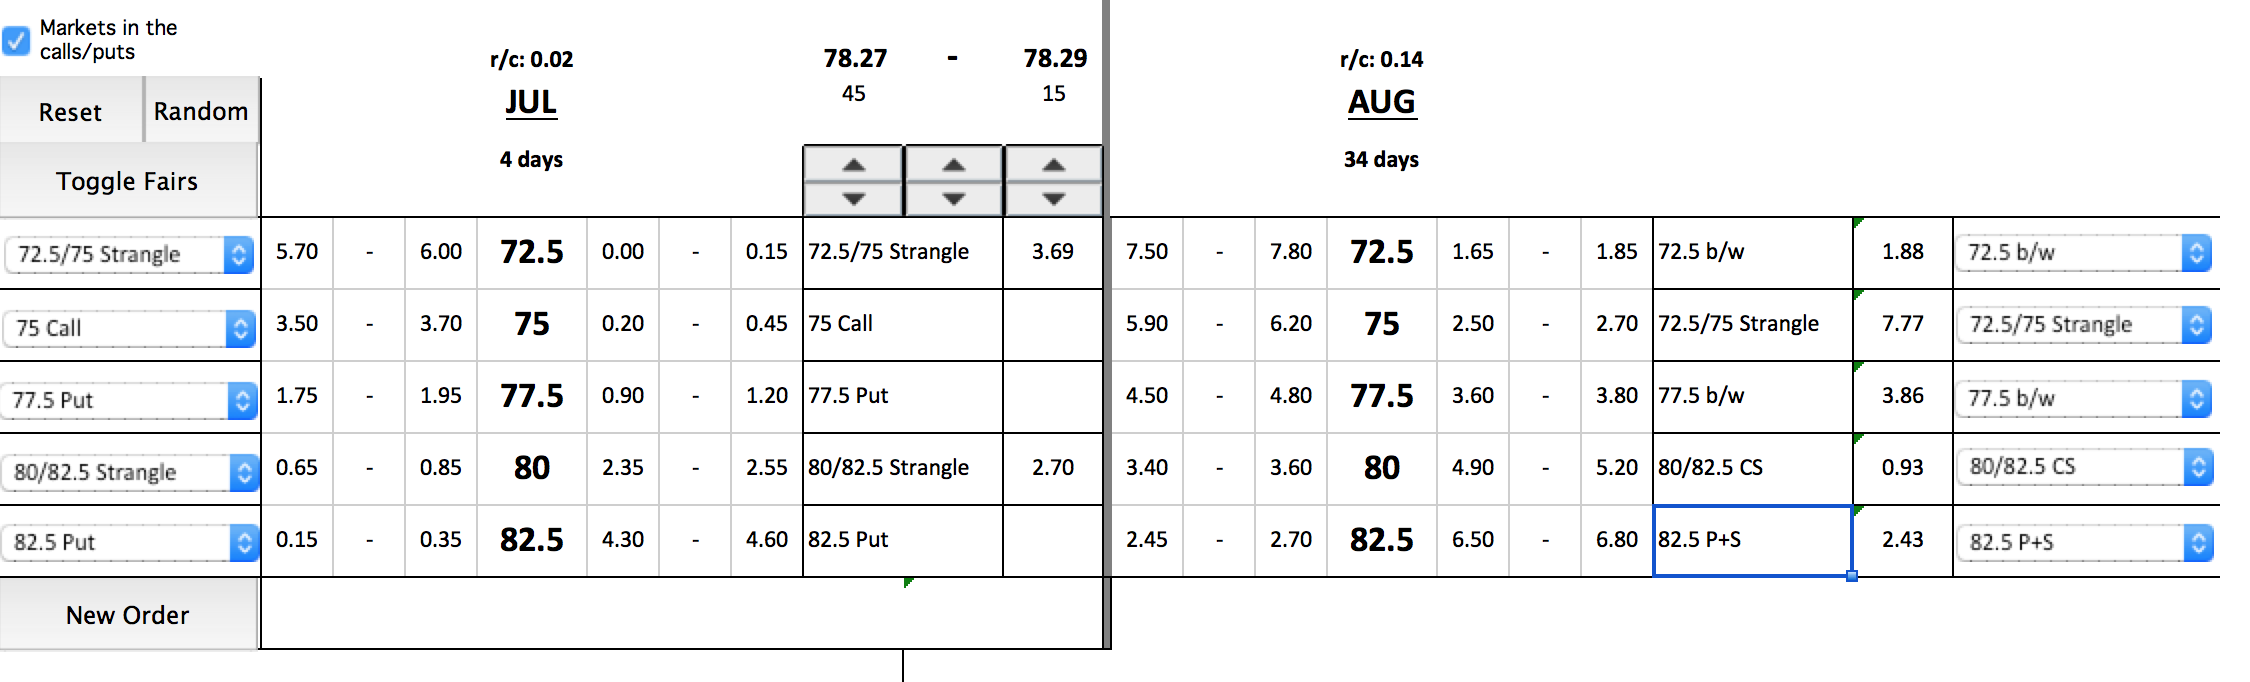 Markets in the
calls/puts
r/c: 0.02
78.27 - 78.29
r/c: 0.14
45 15
Reset Random
JUL
AUG
4 days
34 days
Toggle Fairs
72.5/75 Strangle 5.70 - 6.00 72.5 0.00 - 0.15 72.5/75 Strangle 3.69 7.50 - 7.80 72.5 1.65 - 1.85 72.5 b/w 1.88 72.5 b/w
75 Call 3.50 - 3.70 75 0.20 - 0.45 75 Call 5.90 - 6.20 75 2.50 - 2.70 72.5/75 Strangle 7.77 72.5/75 Strangle
77.5 Put 1.75 - 1.95 77.5 0.90 - 1.20 77.5 Put 4.50 - 4.80 77.5 3.60 - 3.80 77.5 b/w 3.86 77.5 b/w
80/82.5 Strangle 0.65 - 0.85 80 2.35 - 2.55 80/82.5 Strangle 2.70 3.40 - 3.60 80 4.90 - 5.20 80/82.5 CS 0.93 80/82.5 CS
82.5 Put 0.15 - 0.35 82.5 4.30 - 4.60 82.5 Put 2.45 - 2.70 82.5 6.50 - 6.80 82.5 P+S 2.43 82.5 P+S
New Order